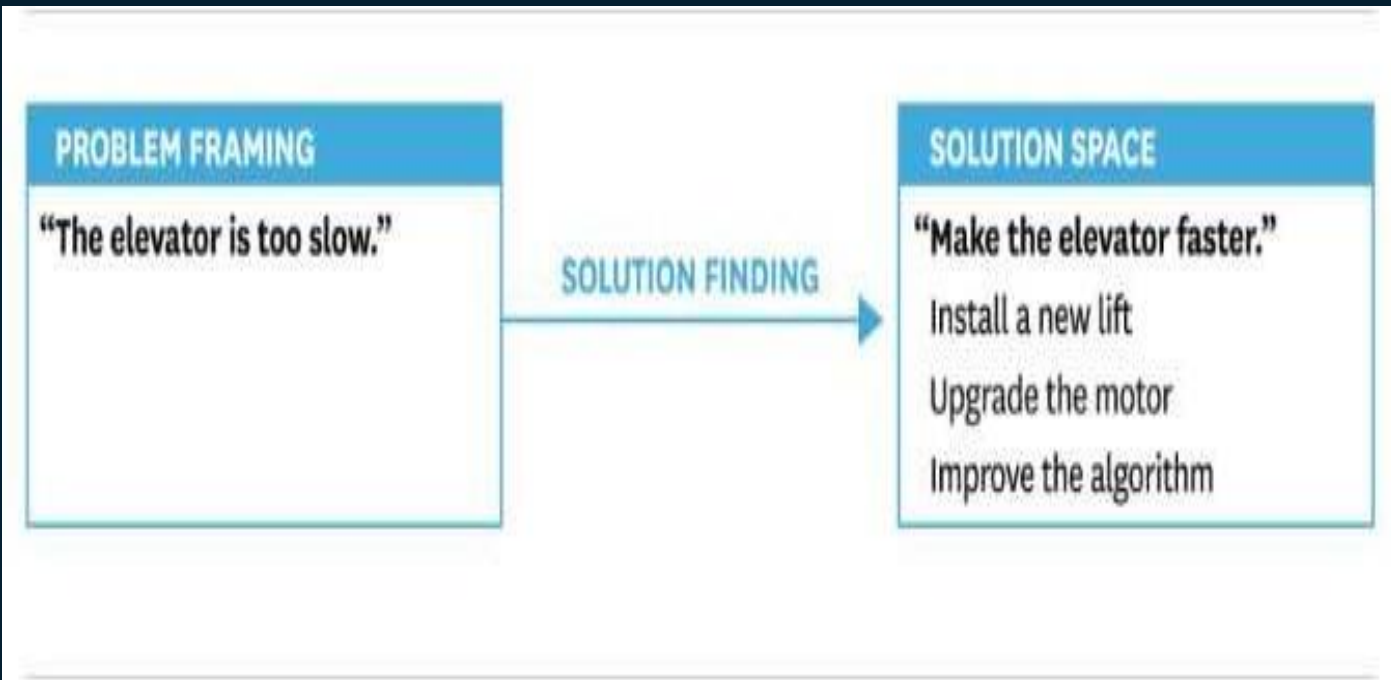 PROBLEM FRAMING
“The elevator is too slow.”
SOLUTION FINDING
SOLUTION SPACE
“Make the elevator faster.”
Install a new lift
Upgrade the motor
Improve the algorithm